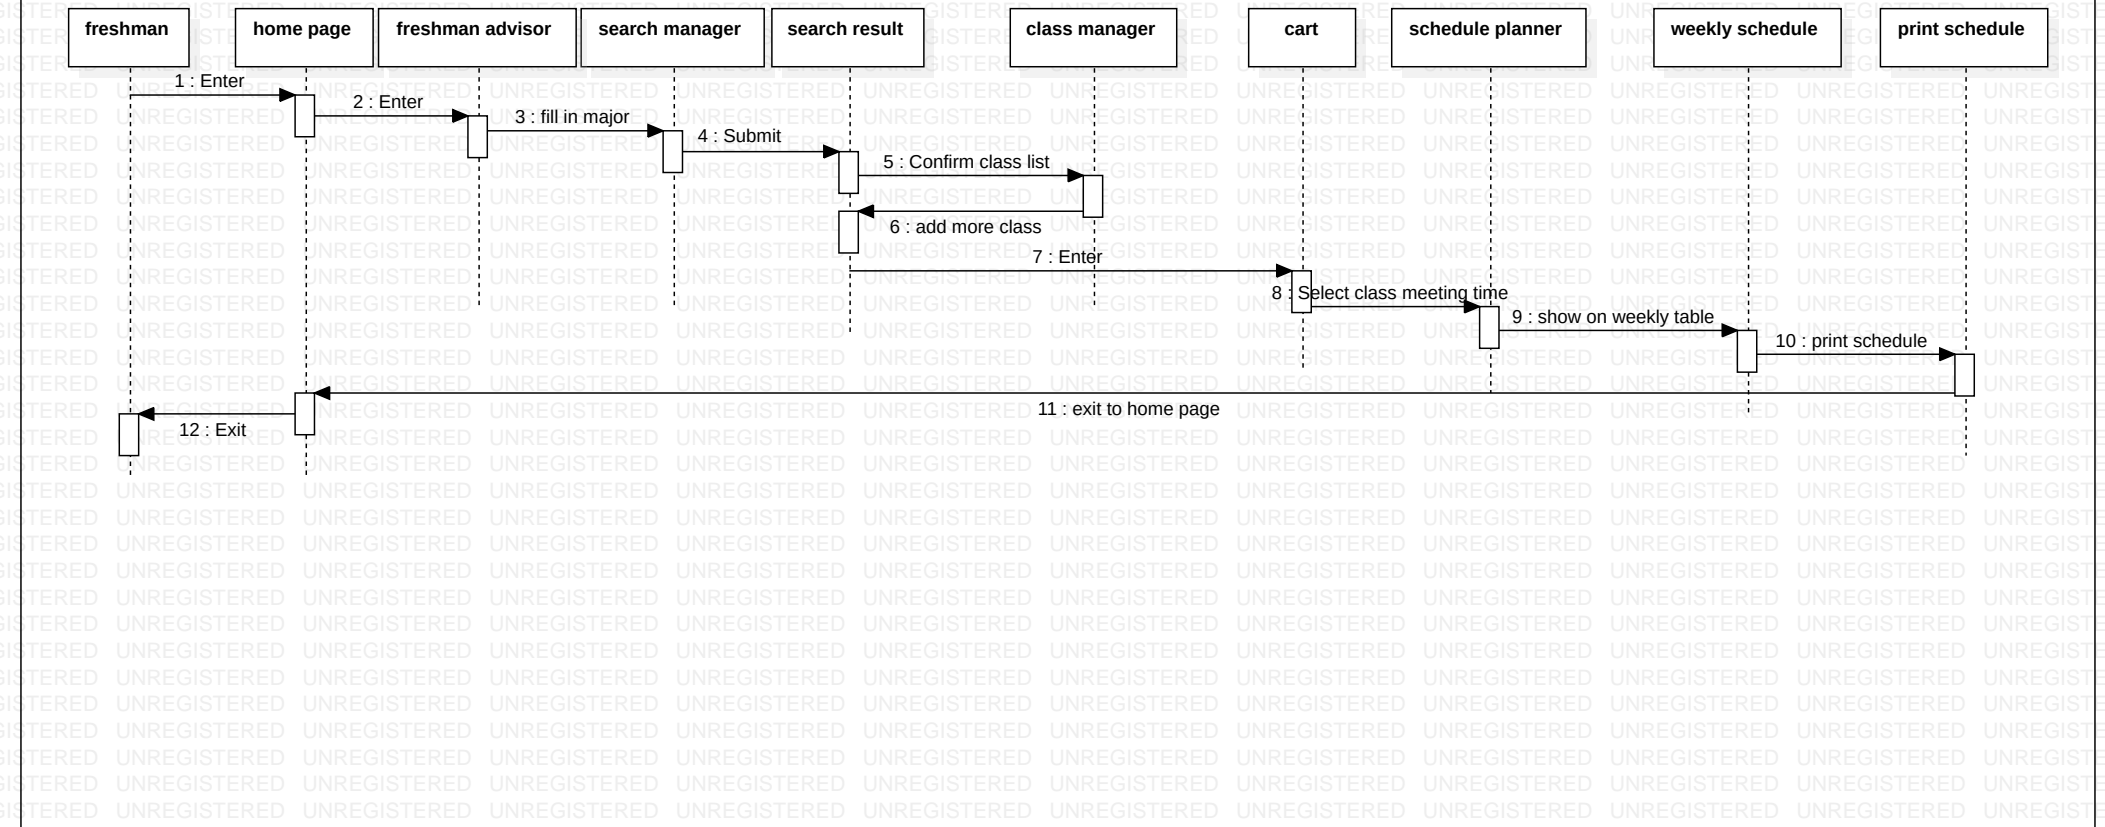 freshman
home page
freshman advisor
search manager
search result
class manager
cart
schedule planner
weekly schedule
print schedule
1 : Enter
2 : Enter
3 : fill in major
4 : Submit
5 : Confirm class list
6 : add more class
7 : Enter
8 : Select class meeting time
9 : show on weekly table
10 : print schedule
11 : exit to home page
12 : Exit
UNREGISTERED